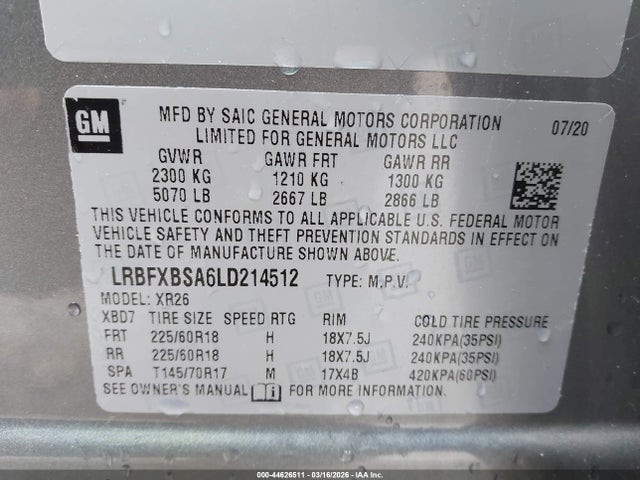 GM
MFD BY SAIC GENERAL MOTORS CORPORATION 07/20
LIMITED FOR GENERAL MOTORS LLC
GVWR GAWR FRT GAWR RR
2300 KG 1210 KG 1300 KG
5070 LB 2667 LB 2866 LB
THIS VEHICLE CONFORMS TO ALL APPLICABLE U.S. FEDERAL MOTOR
VEHICLE SAFETY AND THEFT PREVENTION STANDARDS IN EFFECT ON
THE DATE OF MANUFACTURE SHOWN ABOVE.
LRBFXBSA6LD214512 TYPE: M.P.V.
MODEL: XR26
XBD7 TIRE SIZE SPEED RTG RIM COLD TIRE PRESSURE
FRT 225/60R18 H 18X7.5J 240KPA(35PSI)
RR 225/60R18 H 18X7.5J 240KPA(35PSI)
SPA T145/70R17 M 17X4B 420KPA(60PSI)
SEE OWNER'S MANUAL FOR MORE INFORMATION.
000-44626511 - 03/16/2026 - IAAI.COM